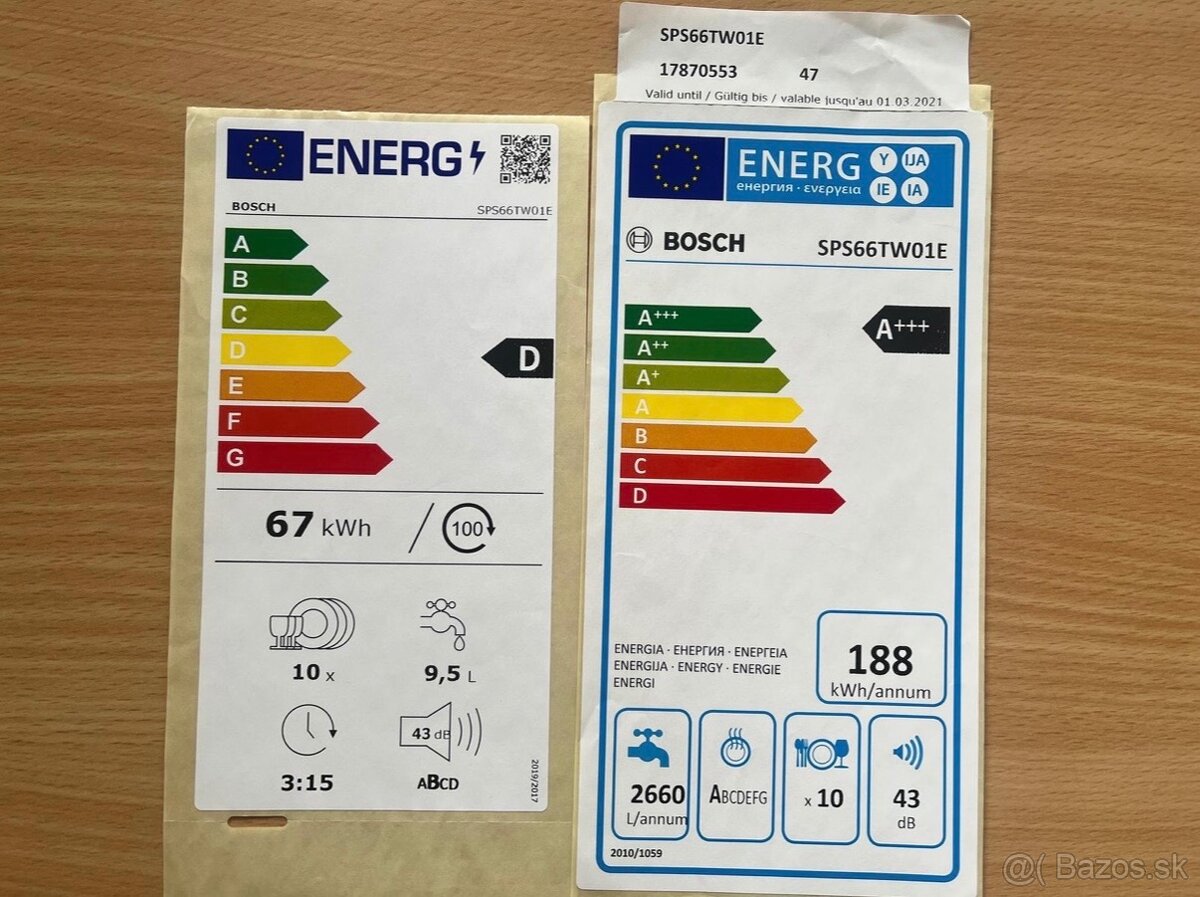 SPS66TW01E
17870553 47
Valid until / Gültig bis / valable jusqu'au 01.03.2021
ENERG
BOSCH SPS66TW01E
A
B
C
D
E
F
G
D
67 kWh / 100
10 x 9,5 L
3:15 43 dB
ABCD
2019/2017
ENERG Y IJA
енергия · ενεργεια IE IA
BOSCH SPS66TW01E
A+++
A++
A+
A
B
C
D
A+++
ENERGIA · ЕНЕРГИЯ · ΕΝΕΡΓΕΙΑ
ENERGIJA · ENERGY · ENERGIE
ENERGI
188
kWh/annum
2660
L/annum
ABCDEFG
x 10
43
dB
2010/1059
@( Bazos.sk